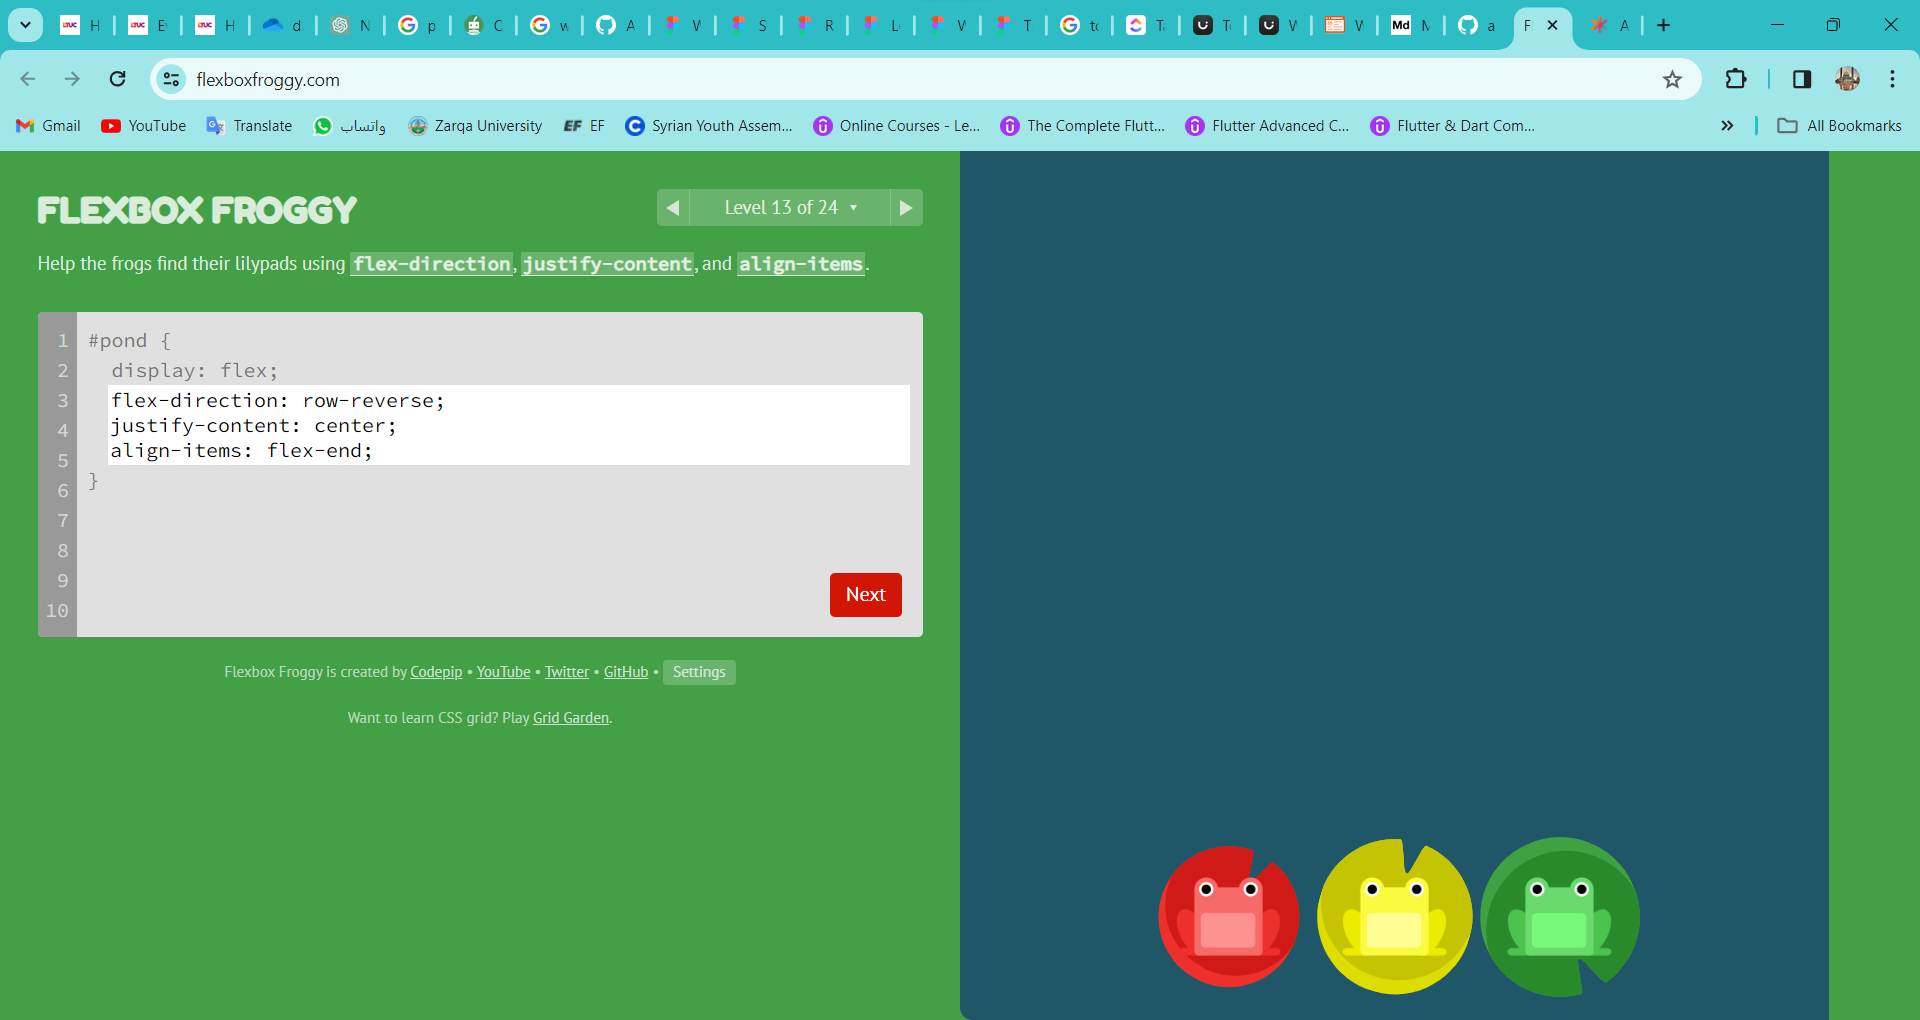 H
E
H
d
N
p
C
w
A
V
S
R
L
V
T
to
T
T
V
V
Md
M
a
F
A
flexboxfroggy.com
Gmail
YouTube
Translate
واتساب
Zarqa University
EF EF
Syrian Youth Assem...
Online Courses - Le...
The Complete Flutt...
Flutter Advanced C...
Flutter & Dart Com...
All Bookmarks
FLEXBOX FROGGY
Level 13 of 24
Help the frogs find their lilypads using flex-direction, justify-content, and align-items.
1 #pond {
2 display: flex;
3 flex-direction: row-reverse;
4 justify-content: center;
5 align-items: flex-end;
6 }
7
8
9
10
Next
Flexbox Froggy is created by Codepip • YouTube • Twitter • GitHub • Settings
Want to learn CSS grid? Play Grid Garden.